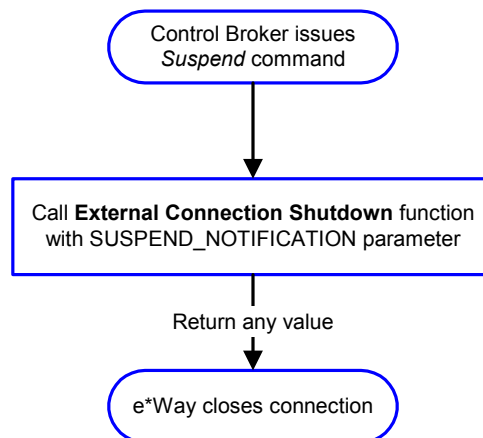 Control Broker issues
Suspend command
Call External Connection Shutdown function
with SUSPEND_NOTIFICATION parameter
Return any value
e*Way closes connection